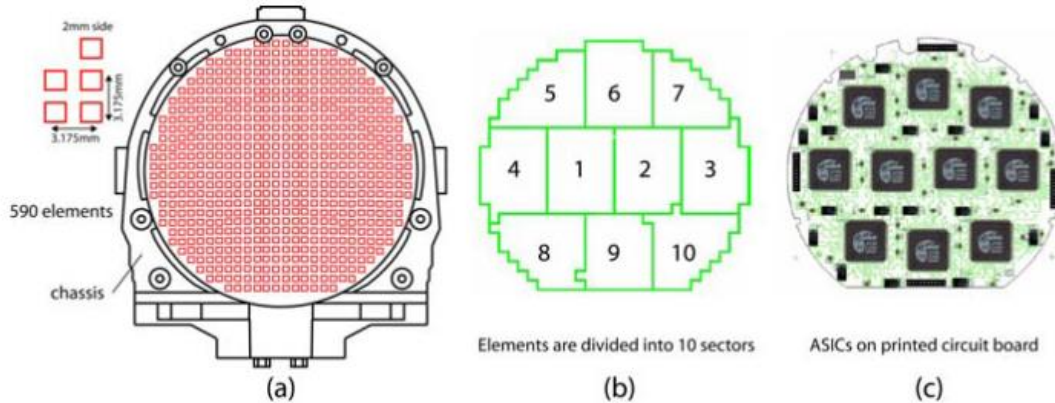 2mm side
3.175mm
3.175mm
590 elements
chassis
(a)
5
6
7
4
1
2
3
8
9
10
Elements are divided into 10 sectors
(b)
ASICs on printed circuit board
(c)